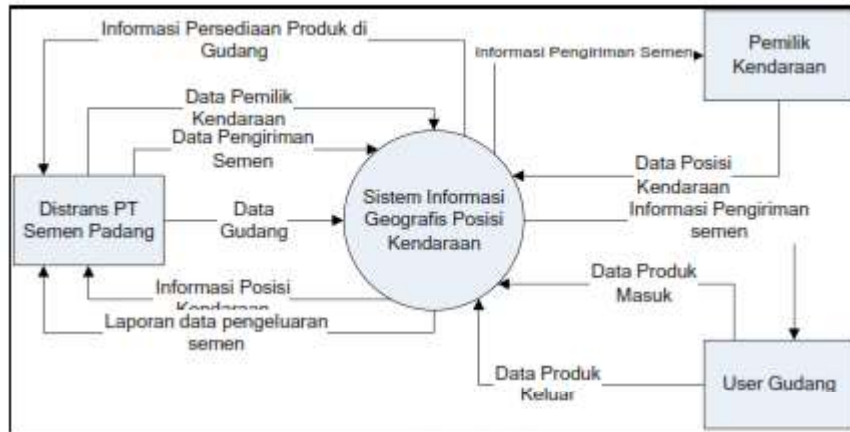 Informasi Persediaan Produk di
Gudang
Informasi Pengiriman Semen
Pemilik
Kendaraan
Data Pemilik
Kendaraan
Data Pengiriman
Semen
Data Posisi
Kendaraan
Distrans PT
Semen Padang
Data
Gudang
Sistem Informasi
Geografis Posisi
Kendaraan
Informasi Pengiriman
semen
Informasi Posisi
Kendaraan
Laporan data pengeluaran
semen
Data Produk
Masuk
Data Produk
Keluar
User Gudang